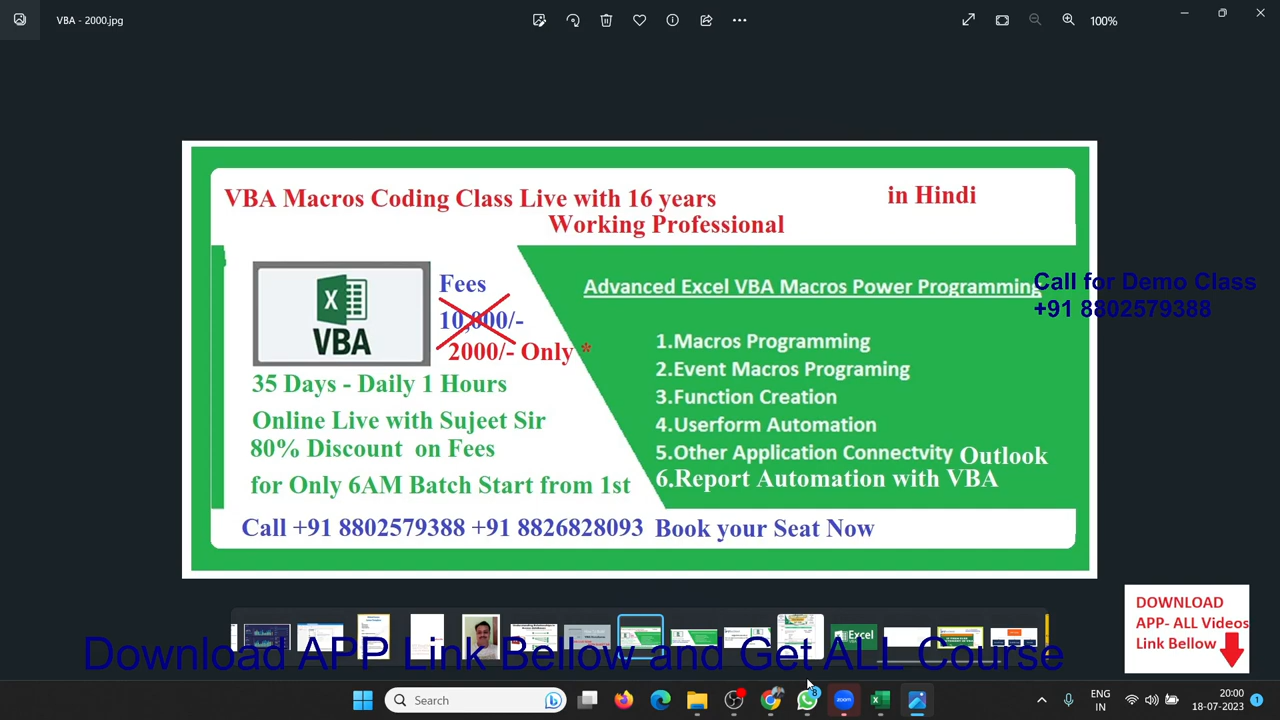 VBA - 2000.jpg
100%
VBA Macros Coding Class Live with 16 years
in Hindi
Working Professional
VBA
Fees
10,000/-
2000/- Only *
35 Days - Daily 1 Hours
Online Live with Sujeet Sir
80% Discount on Fees
for Only 6AM Batch Start from 1st
Advanced Excel VBA Macros Power Programming
1.Macros Programming
2.Event Macros Programing
3.Function Creation
4.Userform Automation
5.Other Application Connectvity Outlook
6.Report Automation with VBA
Call +91 8802579388 +91 8826828093 Book your Seat Now
Call for Demo Class
+91 8802579388
DOWNLOAD
APP- ALL Videos
Link Bellow
Excel
Download APP Link Bellow and Get ALL Course
Search
8
zoom
ENG
IN
20:00
18-07-2023
1